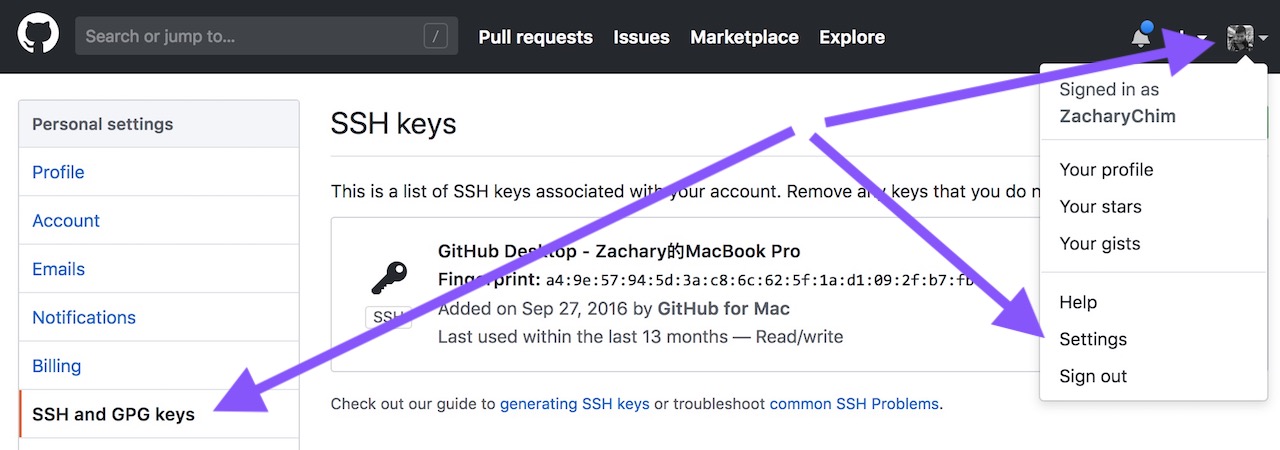 Search or jump to... /
Pull requests Issues Marketplace Explore
Signed in as
ZacharyChim
Your profile
Your stars
Your gists
Help
Settings
Sign out
Personal settings
Profile
Account
Emails
Notifications
Billing
SSH and GPG keys
SSH keys
This is a list of SSH keys associated with your account. Remove any keys that you do
GitHub Desktop - Zachary的MacBook Pro
Fingerprint: a4:9e:57:94:5d:3a:c8:6c:62:5f:1a:d1:09:2f:b7:fb
SSH
Added on Sep 27, 2016 by GitHub for Mac
Last used within the last 13 months — Read/write
Check out our guide to generating SSH keys or troubleshoot common SSH Problems.